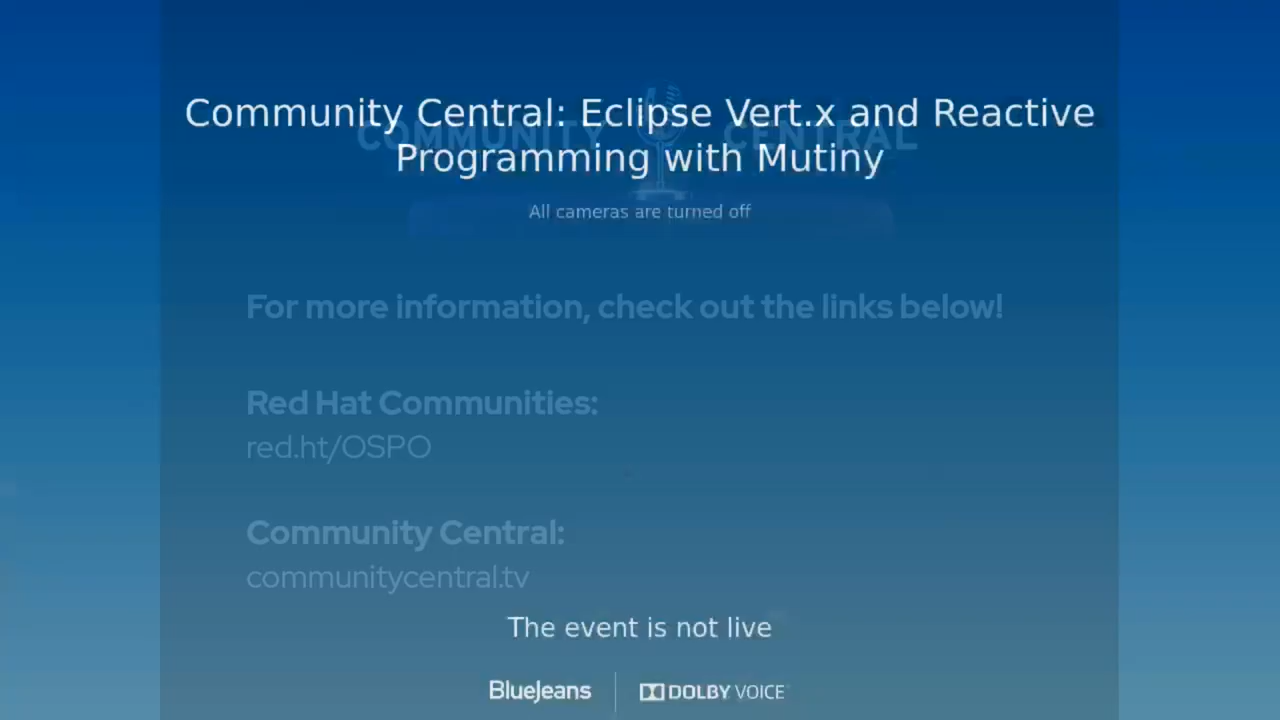 Community Central: Eclipse Vert.x and Reactive
Programming with Mutiny
COMMUNITY CENTRAL
All cameras are turned off
For more information, check out the links below!
Red Hat Communities:
red.ht/OSPO
Community Central:
communitycentral.tv
The event is not live
BlueJeans DOLBY VOICE